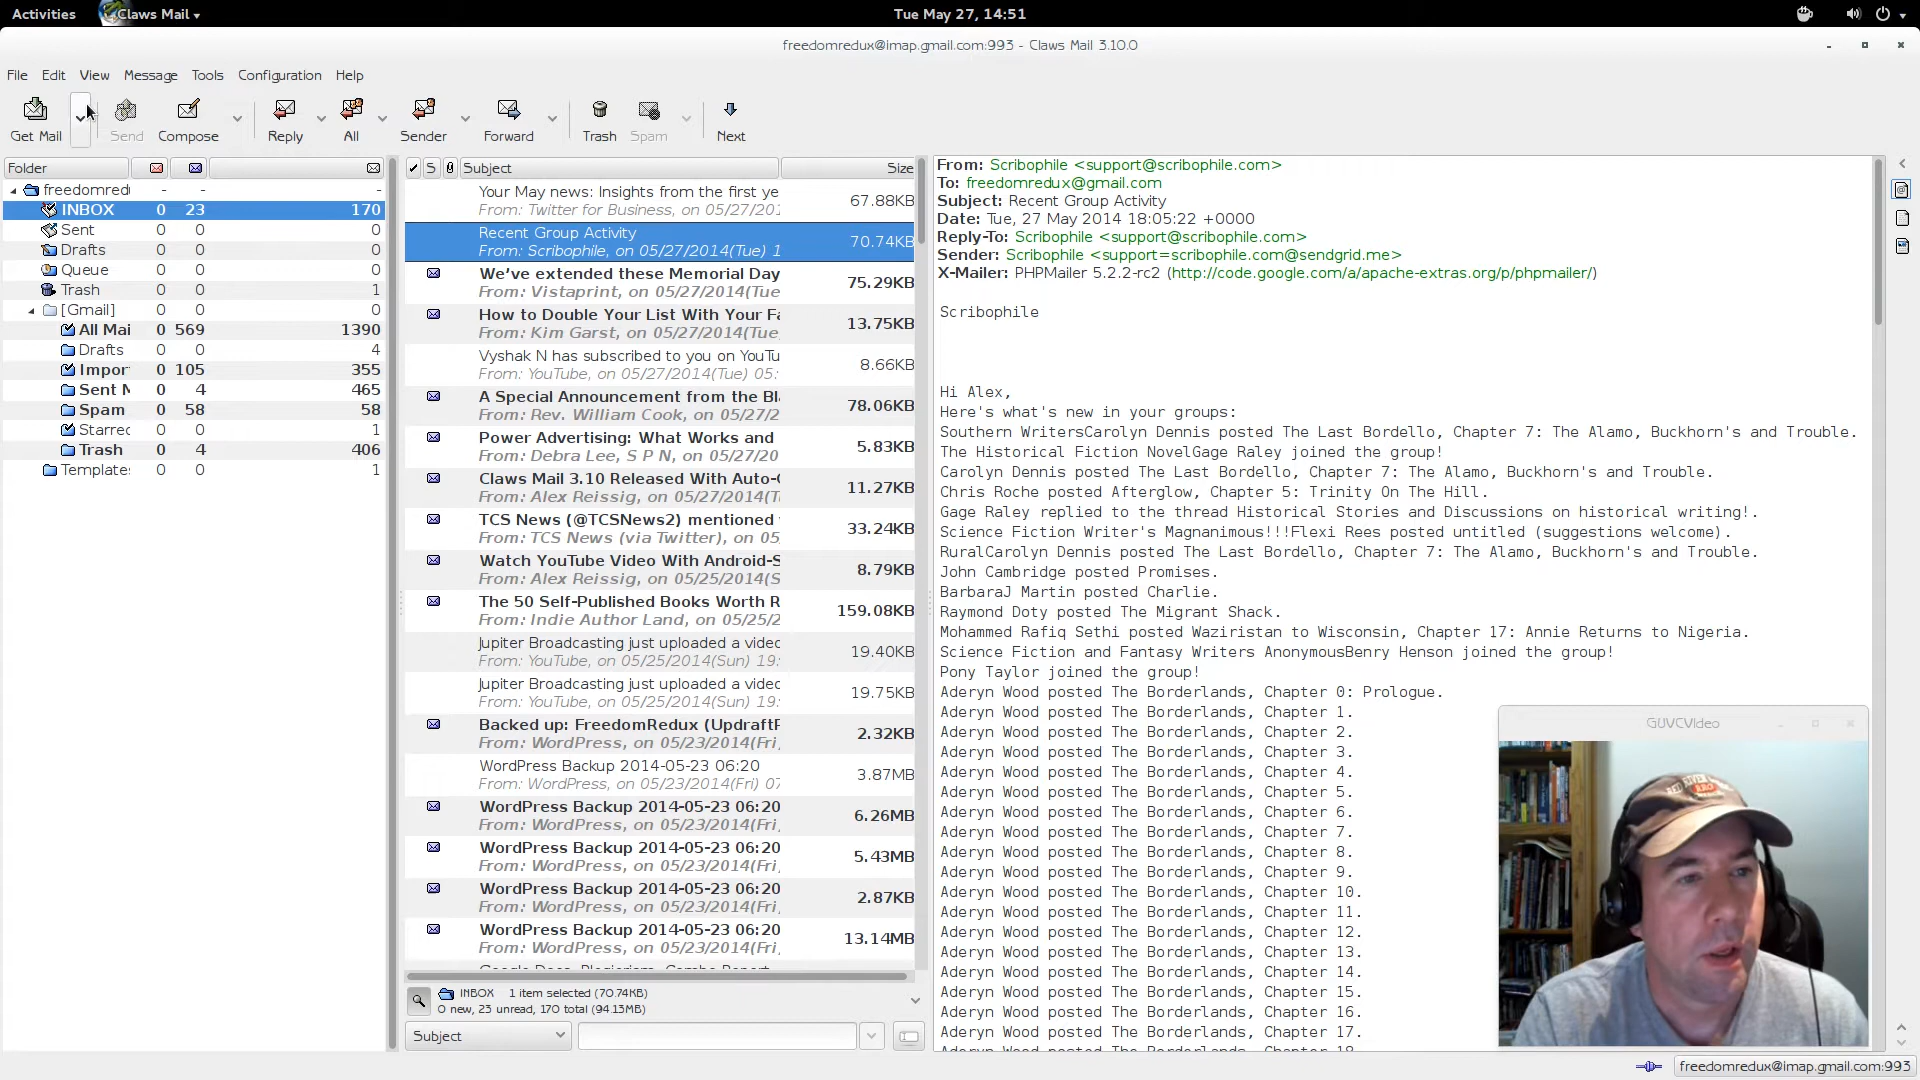 Activities
Claws Mail
Tue May 27, 14:51
freedomredux@imap.gmail.com:993 - Claws Mail 3.10.0
File Edit View Message Tools Configuration Help
Get Mail Send Compose Reply All Sender Forward Trash Spam Next
Folder
freedomredu - - -
INBOX 0 23 170
Sent 0 0 0
Drafts 0 0 0
Queue 0 0 0
Trash 0 0 1
[Gmail] 0 0 0
All Mai 0 569 1390
Drafts 0 0 4
Impor 0 105 355
Sent M 0 4 465
Spam 0 58 58
Starred 0 0 1
Trash 0 4 406
Templates 0 0 1
S Subject Size
Your May news: Insights from the first ye
From: Twitter for Business, on 05/27/201
67.88KB
Recent Group Activity
From: Scribophile, on 05/27/2014(Tue) 1
70.74KB
We've extended these Memorial Day
From: Vistaprint, on 05/27/2014(Tue
75.29KB
How to Double Your List With Your Fa
From: Kim Garst, on 05/27/2014(Tue,
13.75KB
Vyshak N has subscribed to you on YouTu
From: YouTube, on 05/27/2014(Tue) 05:
8.66KB
A Special Announcement from the Bl
From: Rev. William Cook, on 05/27/2
78.06KB
Power Advertising: What Works and
From: Debra Lee, S P N, on 05/27/20
5.83KB
Claws Mail 3.10 Released With Auto-C
From: Alex Reissig, on 05/27/2014(T
11.27KB
TCS News (@TCSNews2) mentioned
From: TCS News (via Twitter), on 05
33.24KB
Watch YouTube Video With Android-S
From: Alex Reissig, on 05/25/2014(S
8.79KB
The 50 Self-Published Books Worth R
From: Indie Author Land, on 05/25/2
159.08KB
Jupiter Broadcasting just uploaded a video
From: YouTube, on 05/25/2014(Sun) 19:
19.40KB
Jupiter Broadcasting just uploaded a video
From: YouTube, on 05/25/2014(Sun) 19:
19.75KB
Backed up: FreedomRedux (UpdraftP
From: WordPress, on 05/23/2014(Fri)
2.32KB
WordPress Backup 2014-05-23 06:20
From: WordPress, on 05/23/2014(Fri) 07
3.87MB
WordPress Backup 2014-05-23 06:20
From: WordPress, on 05/23/2014(Fri)
6.26MB
WordPress Backup 2014-05-23 06:20
From: WordPress, on 05/23/2014(Fri)
5.43MB
WordPress Backup 2014-05-23 06:20
From: WordPress, on 05/23/2014(Fri)
2.87KB
WordPress Backup 2014-05-23 06:20
From: WordPress, on 05/23/2014(Fri)
13.14MB
INBOX 1 item selected (70.74KB)
0 new, 23 unread, 170 total (94.13MB)
Subject
From: Scribophile <support@scribophile.com>
To: freedomredux@gmail.com
Subject: Recent Group Activity
Date: Tue, 27 May 2014 18:05:22 +0000
Reply-To: Scribophile <support@scribophile.com>
Sender: Scribophile <support=scribophile.com@sendgrid.me>
X-Mailer: PHPMailer 5.2.2-rc2 (http://code.google.com/a/apache-extras.org/p/phpmailer/)
Scribophile
Hi Alex,
Here's what's new in your groups:
Southern WritersCarolyn Dennis posted The Last Bordello, Chapter 7: The Alamo, Buckhorn's and Trouble.
The Historical Fiction NovelGage Raley joined the group!
Carolyn Dennis posted The Last Bordello, Chapter 7: The Alamo, Buckhorn's and Trouble.
Chris Roche posted Afterglow, Chapter 5: Trinity On The Hill.
Gage Raley replied to the thread Historical Stories and Discussions on historical writing!.
Science Fiction Writer's Magnanimous!!!Flexi Rees posted untitled (suggestions welcome).
RuralCarolyn Dennis posted The Last Bordello, Chapter 7: The Alamo, Buckhorn's and Trouble.
John Cambridge posted Promises.
BarbaraJ Martin posted Charlie.
Raymond Doty posted The Migrant Shack.
Mohammed Rafiq Sethi posted Waziristan to Wisconsin, Chapter 17: Annie Returns to Nigeria.
Science Fiction and Fantasy Writers AnonymousBenry Henson joined the group!
Pony Taylor joined the group!
Aderyn Wood posted The Borderlands, Chapter 0: Prologue.
Aderyn Wood posted The Borderlands, Chapter 1.
Aderyn Wood posted The Borderlands, Chapter 2.
Aderyn Wood posted The Borderlands, Chapter 3.
Aderyn Wood posted The Borderlands, Chapter 4.
Aderyn Wood posted The Borderlands, Chapter 5.
Aderyn Wood posted The Borderlands, Chapter 6.
Aderyn Wood posted The Borderlands, Chapter 7.
Aderyn Wood posted The Borderlands, Chapter 8.
Aderyn Wood posted The Borderlands, Chapter 9.
Aderyn Wood posted The Borderlands, Chapter 10.
Aderyn Wood posted The Borderlands, Chapter 11.
Aderyn Wood posted The Borderlands, Chapter 12.
Aderyn Wood posted The Borderlands, Chapter 13.
Aderyn Wood posted The Borderlands, Chapter 14.
Aderyn Wood posted The Borderlands, Chapter 15.
Aderyn Wood posted The Borderlands, Chapter 16.
Aderyn Wood posted The Borderlands, Chapter 17.
GUVCVideo
freedomredux@imap.gmail.com:993